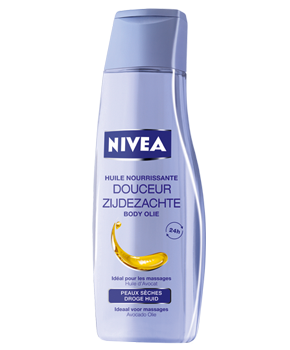 NIVEA
HUILE NOURRISSANTE
DOUCEUR
ZIJDEZACHTE
BODY OLIE
24h
Idéal pour les massages
Huile d'Avocat
PEAUX SÈCHES
DROGE HUID
Ideaal voor massages
Avocado Olie